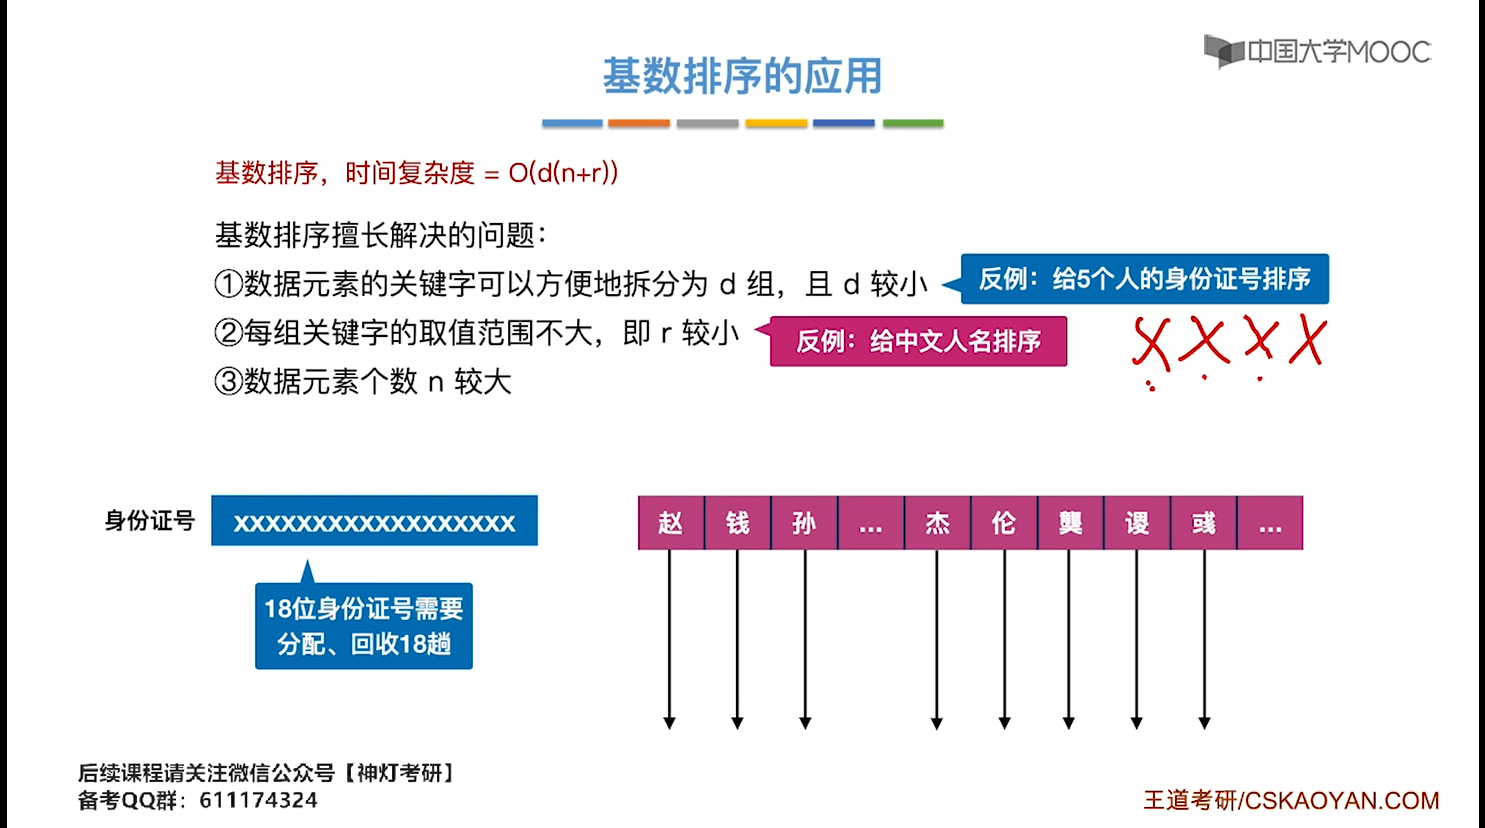 中国大学MOOC
基数排序的应用
基数排序，时间复杂度 = O(d(n+r))
基数排序擅长解决的问题：
①数据元素的关键字可以方便地拆分为 d 组，且 d 较小
反例：给5个人的身份证号排序
②每组关键字的取值范围不大，即 r 较小
反例：给中文人名排序
X X X X
③数据元素个数 n 较大
身份证号
xxxxxxxxxxxxxxxxxx
赵 钱 孙 ... 杰 伦 龑 谡 彧 ...
18位身份证号需要
分配、回收18趟
后续课程请关注微信公众号【神灯考研】
备考QQ群：611174324
王道考研/CSKAOYAN.COM